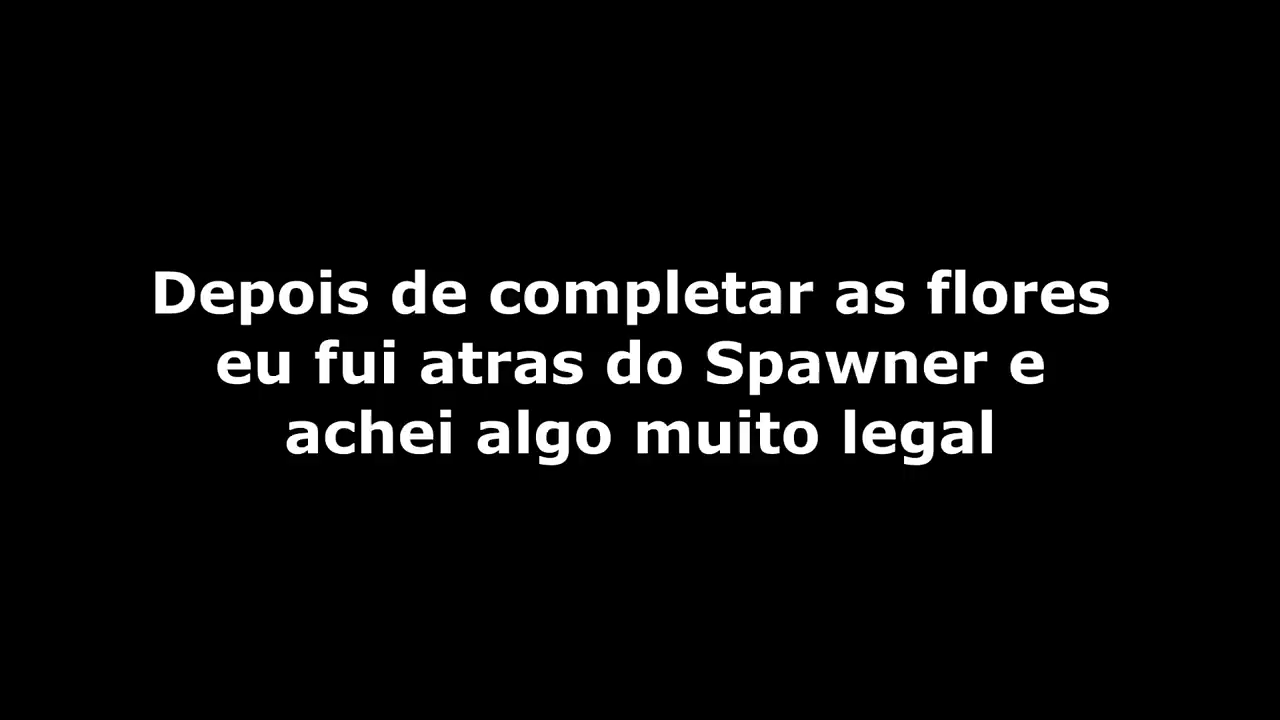 Depois de completar as flores
eu fui atras do Spawner e
achei algo muito legal